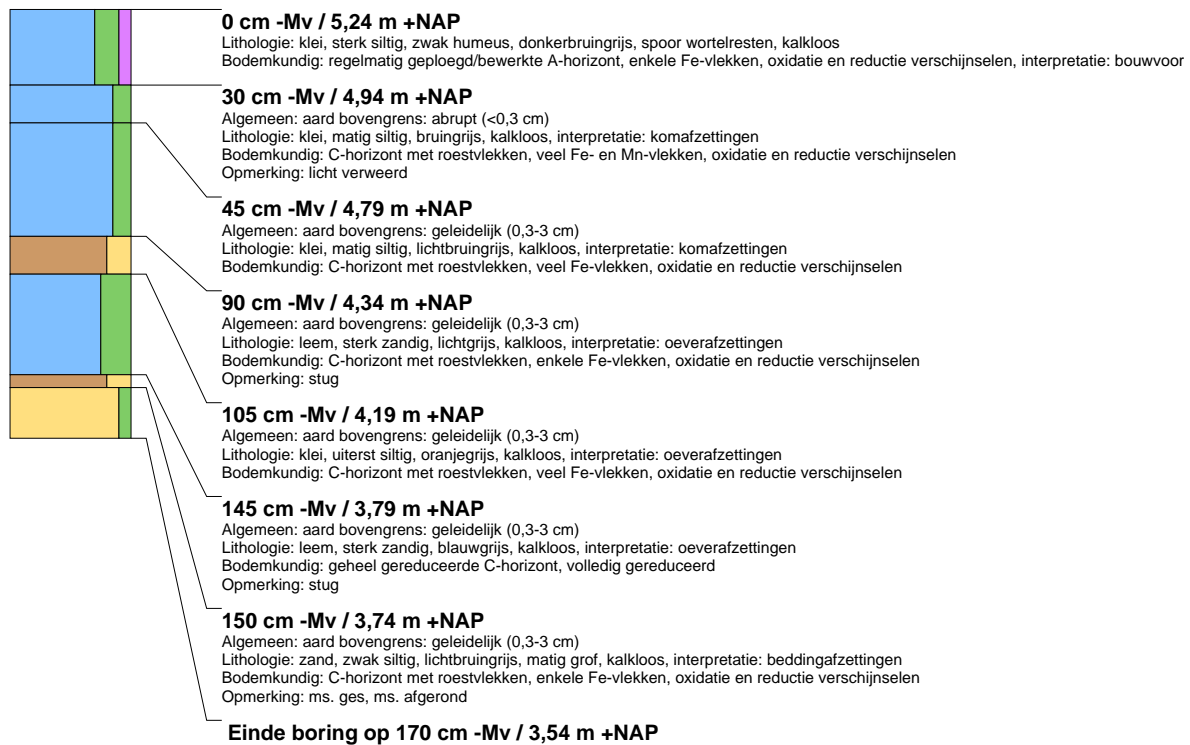 0 cm -Mv / 5,24 m +NAP
Lithologie: klei, sterk siltig, zwak humeus, donkerbruingrijs, spoor wortelresten, kalkloos
Bodemkundig: regelmatig geploegd/bewerkte A-horizont, enkele Fe-vlekken, oxidatie en reductie verschijnselen, interpretatie: bouwvoor
30 cm -Mv / 4,94 m +NAP
Algemeen: aard bovengrens: abrupt (<0,3 cm)
Lithologie: klei, matig siltig, bruingrijs, kalkloos, interpretatie: komafzettingen
Bodemkundig: C-horizont met roestvlekken, veel Fe- en Mn-vlekken, oxidatie en reductie verschijnselen
Opmerking: licht verweerd
45 cm -Mv / 4,79 m +NAP
Algemeen: aard bovengrens: geleidelijk (0,3-3 cm)
Lithologie: klei, matig siltig, lichtbruingrijs, kalkloos, interpretatie: komafzettingen
Bodemkundig: C-horizont met roestvlekken, veel Fe-vlekken, oxidatie en reductie verschijnselen
90 cm -Mv / 4,34 m +NAP
Algemeen: aard bovengrens: geleidelijk (0,3-3 cm)
Lithologie: leem, sterk zandig, lichtgrijs, kalkloos, interpretatie: oeverafzettingen
Bodemkundig: C-horizont met roestvlekken, enkele Fe-vlekken, oxidatie en reductie verschijnselen
Opmerking: stug
105 cm -Mv / 4,19 m +NAP
Algemeen: aard bovengrens: geleidelijk (0,3-3 cm)
Lithologie: klei, uiterst siltig, oranjegrijs, kalkloos, interpretatie: oeverafzettingen
Bodemkundig: C-horizont met roestvlekken, veel Fe-vlekken, oxidatie en reductie verschijnselen
145 cm -Mv / 3,79 m +NAP
Algemeen: aard bovengrens: geleidelijk (0,3-3 cm)
Lithologie: leem, sterk zandig, blauwgrijs, kalkloos, interpretatie: oeverafzettingen
Bodemkundig: geheel gereduceerde C-horizont, volledig gereduceerd
Opmerking: stug
150 cm -Mv / 3,74 m +NAP
Algemeen: aard bovengrens: geleidelijk (0,3-3 cm)
Lithologie: zand, zwak siltig, lichtbruingrijs, matig grof, kalkloos, interpretatie: beddingafzettingen
Bodemkundig: C-horizont met roestvlekken, enkele Fe-vlekken, oxidatie en reductie verschijnselen
Opmerking: ms. ges, ms. afgerond
Einde boring op 170 cm -Mv / 3,54 m +NAP